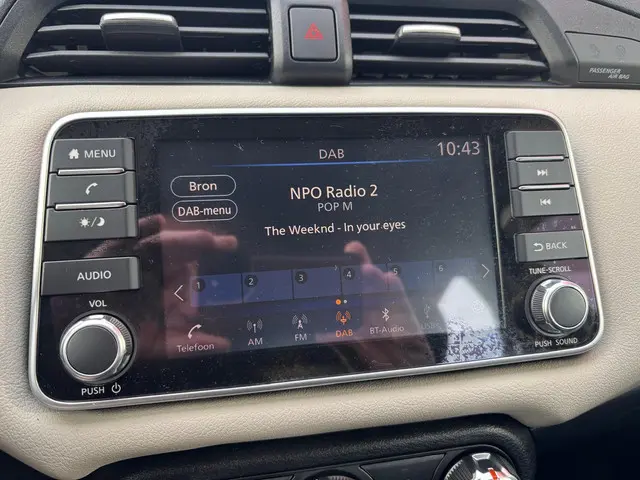 PASSENGER
AIR BAG
MENU
DAB
10:43
Bron
NPO Radio 2
POP M
DAB-menu
The Weeknd - In your eyes
BACK
AUDIO
TUNE-SCROLL
1 2 3 4 5 6
VOL
Telefoon
AM
FM
DAB
BT-Audio
PUSH
PUSH SOUND